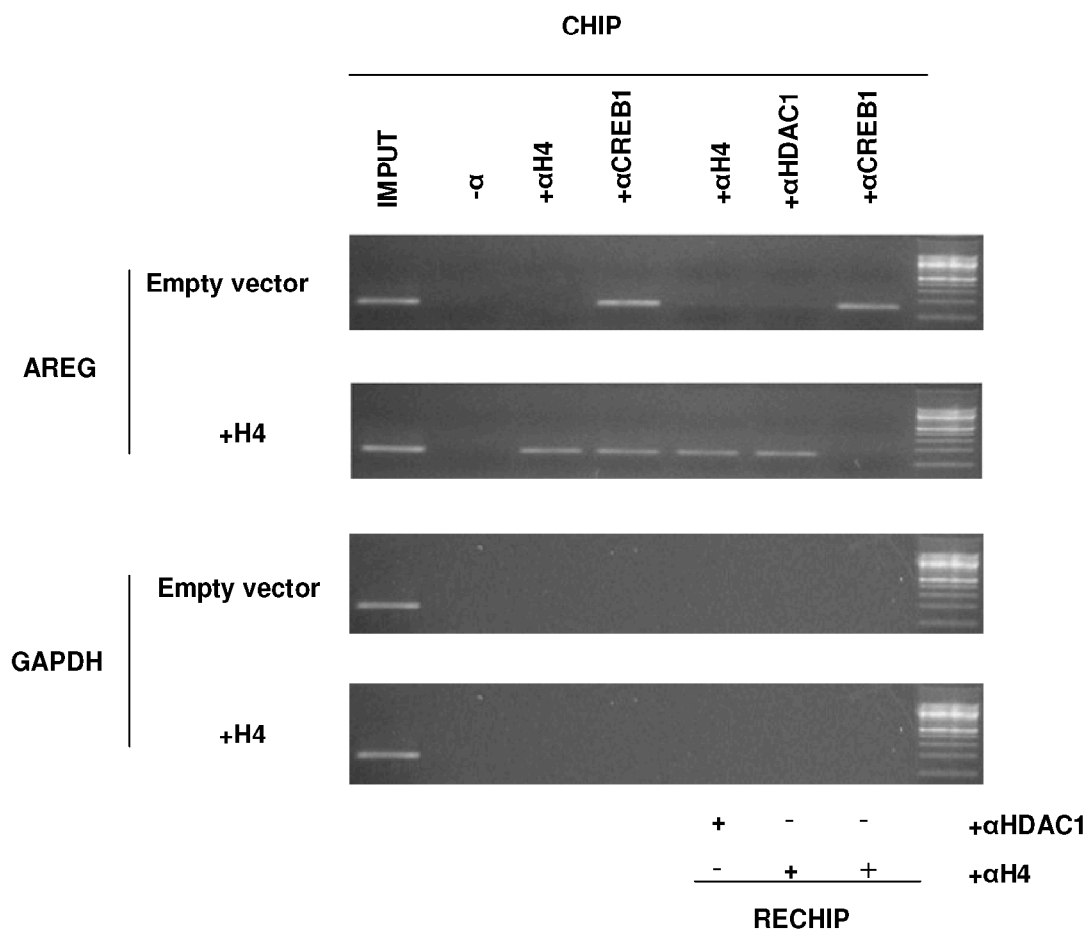 CHIP
IMPUT
-α
+αH4
+αCREB1
+αH4
+αHDAC1
+αCREB1
Empty vector
AREG
+H4
Empty vector
GAPDH
+H4
+ - - +αHDAC1
- + + +αH4
RECHIP